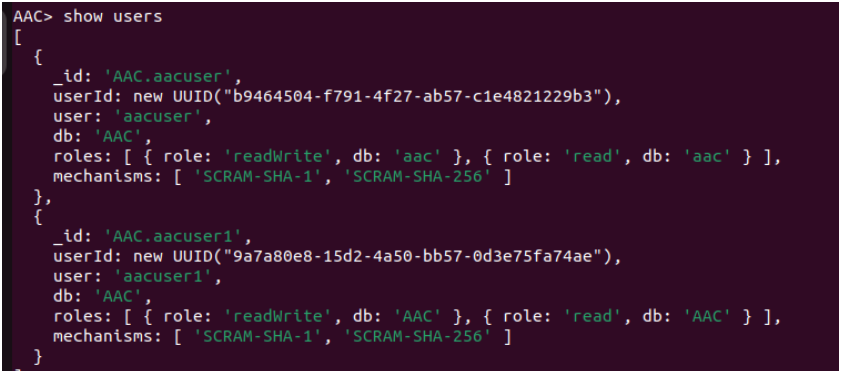 AAC> show users
[
  {
    _id: 'AAC.aacuser',
    userId: new UUID("b9464504-f791-4f27-ab57-c1e4821229b3"),
    user: 'aacuser',
    db: 'AAC',
    roles: [ { role: 'readWrite', db: 'aac' }, { role: 'read', db: 'aac' } ],
    mechanisms: [ 'SCRAM-SHA-1', 'SCRAM-SHA-256' ]
  },
  {
    _id: 'AAC.aacuser1',
    userId: new UUID("9a7a80e8-15d2-4a50-bb57-0d3e75fa74ae"),
    user: 'aacuser1',
    db: 'AAC',
    roles: [ { role: 'readWrite', db: 'AAC' }, { role: 'read', db: 'AAC' } ],
    mechanisms: [ 'SCRAM-SHA-1', 'SCRAM-SHA-256' ]
  }